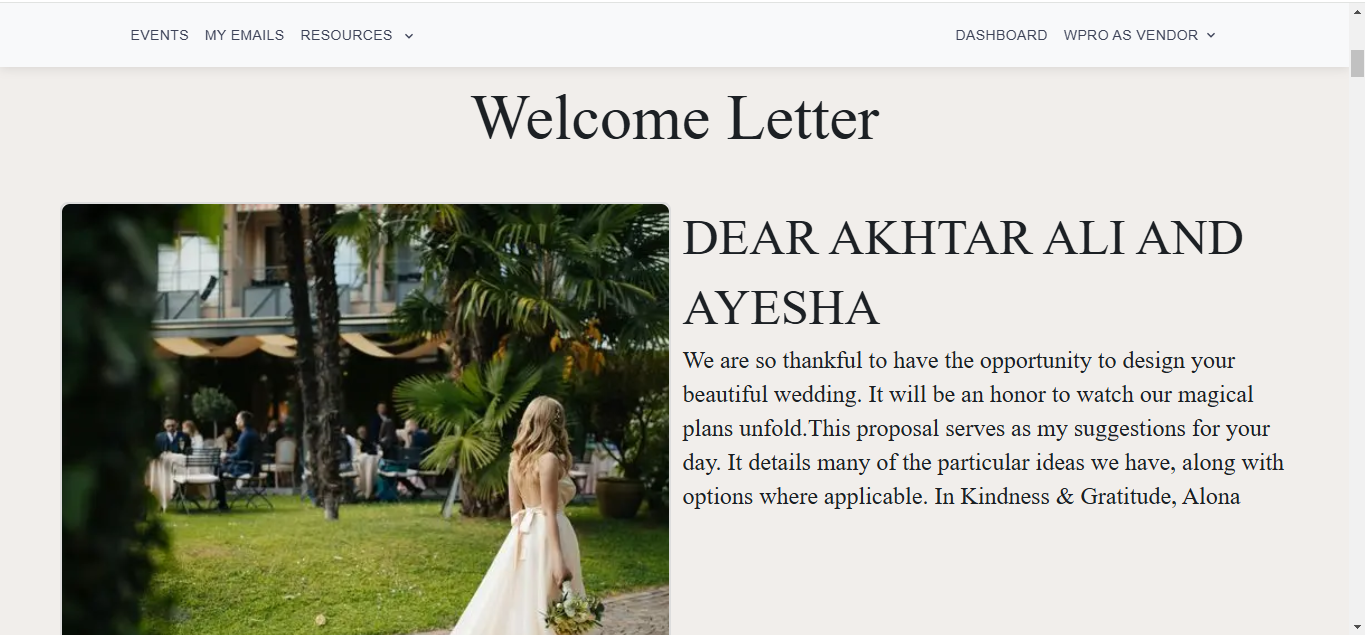 EVENTS MY EMAILS RESOURCES DASHBOARD WPRO AS VENDOR
Welcome Letter
DEAR AKHTAR ALI AND
AYESHA
We are so thankful to have the opportunity to design your
beautiful wedding. It will be an honor to watch our magical
plans unfold.This proposal serves as my suggestions for your
day. It details many of the particular ideas we have, along with
options where applicable. In Kindness & Gratitude, Alona